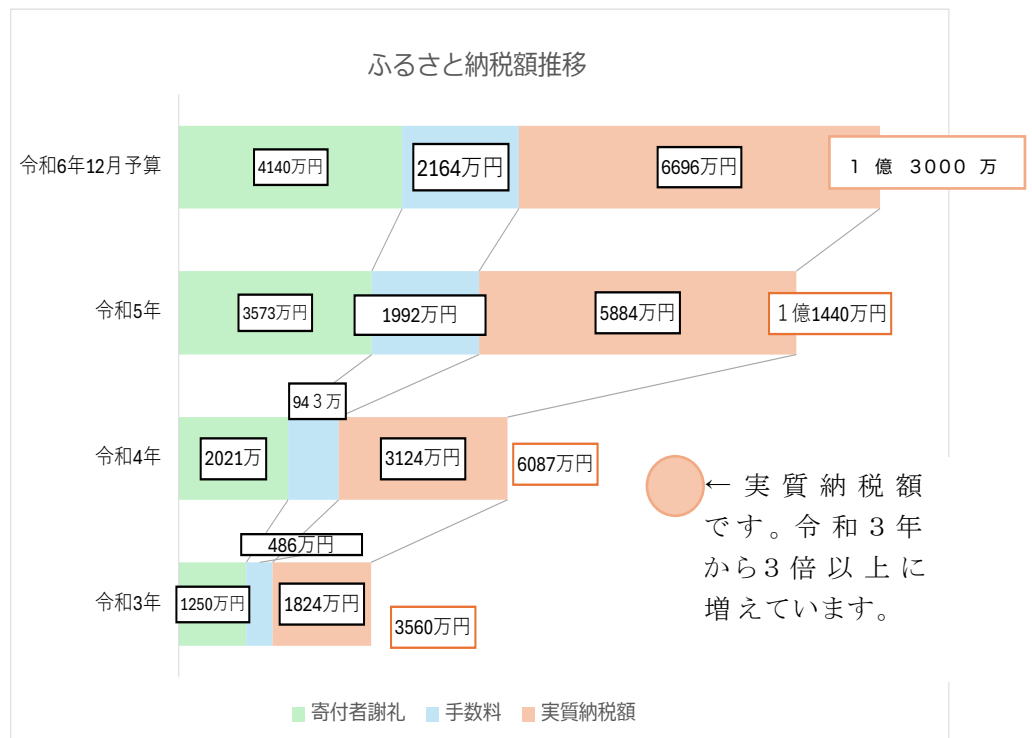 ふるさと納税額推移
令和6年12月予算
4140万円
2164万円
6696万円
1 億 3000 万
令和5年
3573万円
1992万円
5884万円
1億1440万円
943万
令和4年
2021万
3124万円
6087万円
486万円
令和3年
1250万円
1824万円
3560万円
←実質納税額
です。令和3年
から3倍以上に
増えています。
寄付者謝礼 手数料 実質納税額